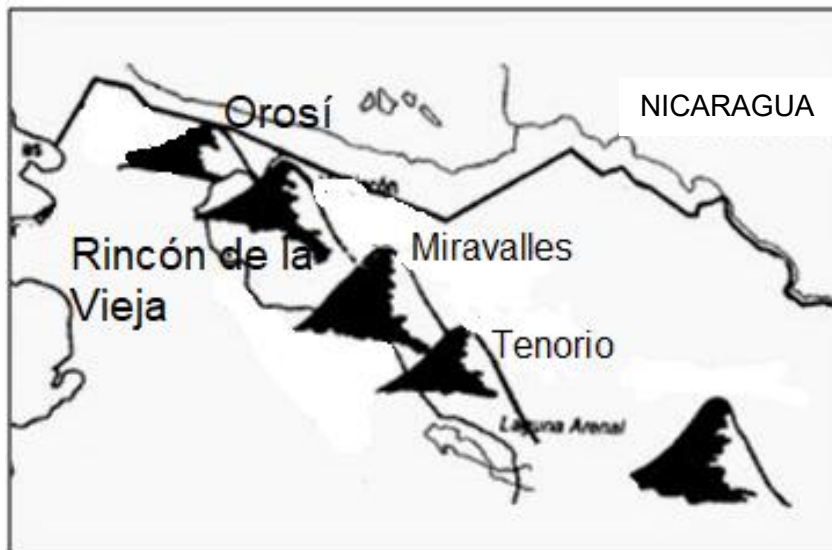 NICARAGUA
Orosí
Rincón de la
Vieja
Miravalles
Tenorio
Laguna Arenal